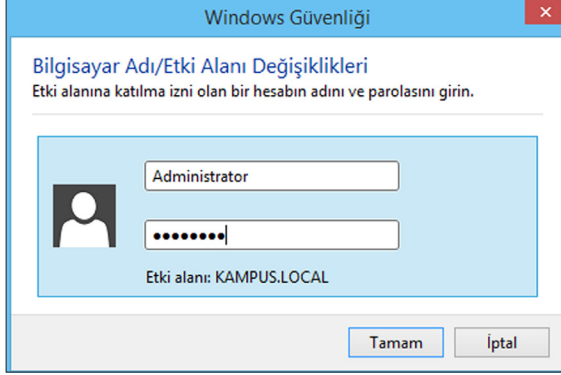 Windows Güvenliği
Bilgisayar Adı/Etki Alanı Değişiklikleri
Etki alanına katılma izni olan bir hesabın adını ve parolasını girin.
Administrator
••••••••
Etki alanı: KAMPUS.LOCAL
Tamam İptal